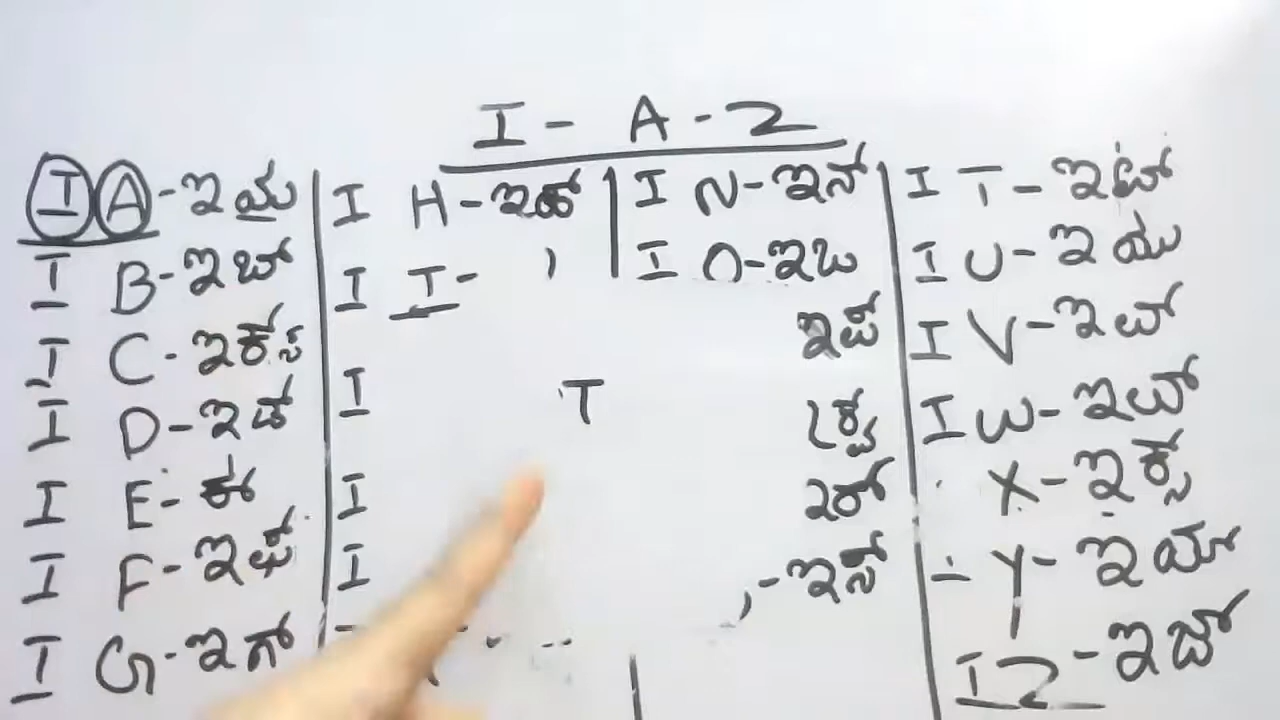 I - A - Z
I A - ಇಯ
I B - ಇಬ್
I C - ಇಕ್ಸ
I D - ಇಡ್
I E - ಈ
I F - ಇಫ್
I G - ಇಗ್
I H - ಇಹ್
I I -
I
I
I
T
I N - ಇನ್
I O - ಇಒ
ಇಪ್
ಇರ್
- ಇಸ್
I T - ಇಟ್
I U - ಇಯು
I V - ಇವ್
I W - ಇವ್
X - ಇಕ್ಸ್
- Y - ಇಯ್
I Z - ಇಜ್